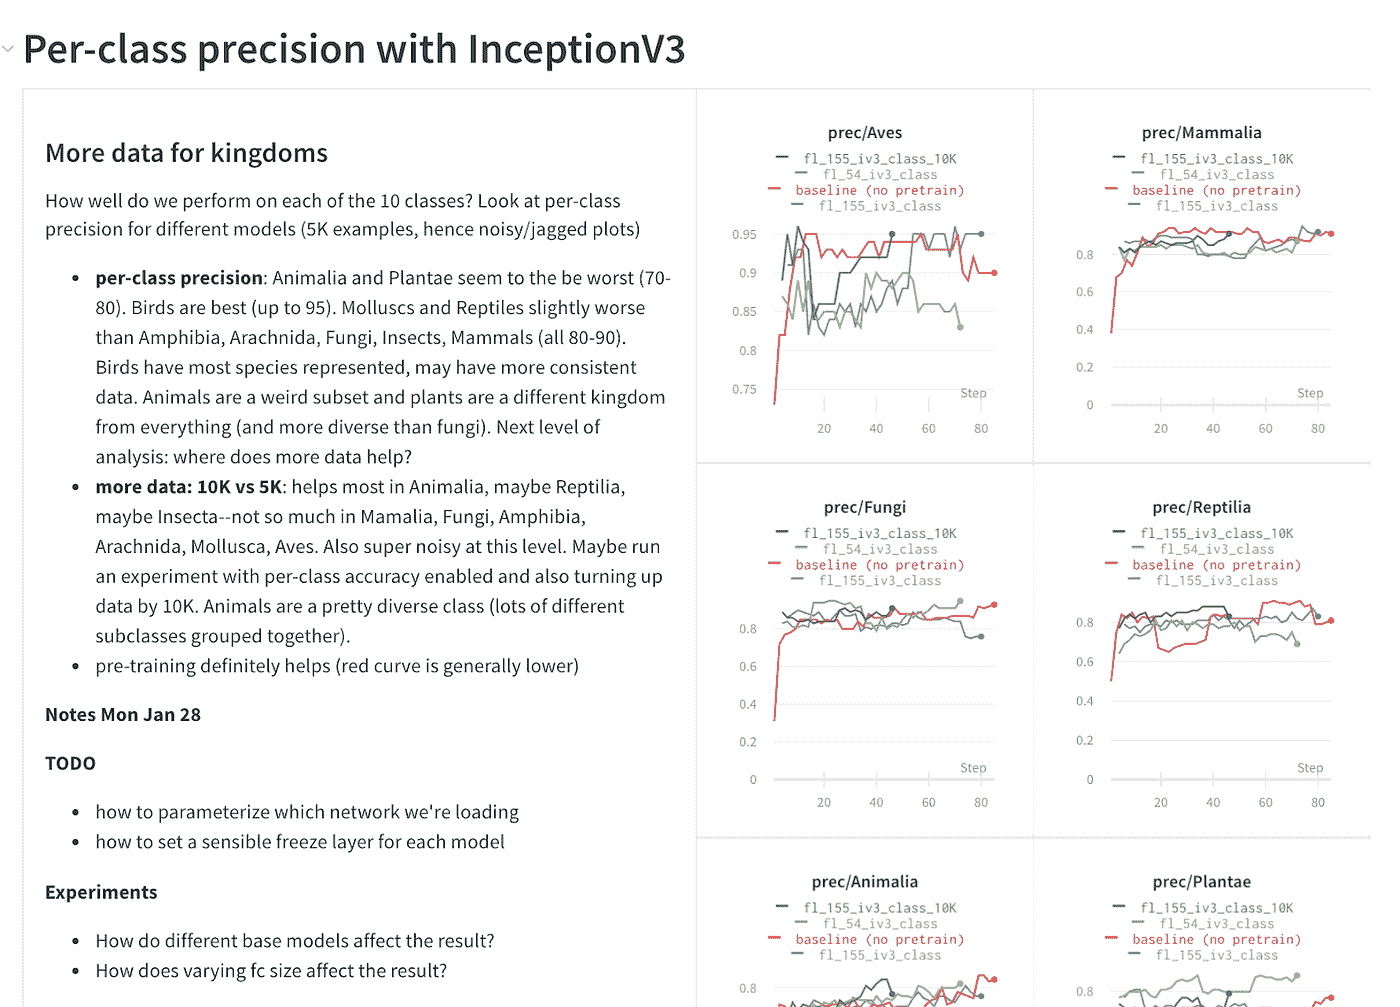 Per-class precision with InceptionV3
More data for kingdoms
How well do we perform on each of the 10 classes? Look at per-class
precision for different models (5K examples, hence noisy/jagged plots)
per-class precision: Animalia and Plantae seem to the be worst (70-
80). Birds are best (up to 95). Molluscs and Reptiles slightly worse
than Amphibia, Arachnida, Fungi, Insects, Mammals (all 80-90).
Birds have most species represented, may have more consistent
data. Animals are a weird subset and plants are a different kingdom
from everything (and more diverse than fungi). Next level of
analysis: where does more data help?
more data: 10K vs 5K: helps most in Animalia, maybe Reptilia,
maybe Insecta--not so much in Mamalia, Fungi, Amphibia,
Arachnida, Mollusca, Aves. Also super noisy at this level. Maybe run
an experiment with per-class accuracy enabled and also turning up
data by 10K. Animals are a pretty diverse class (lots of different
subclasses grouped together).
pre-training definitely helps (red curve is generally lower)
Notes Mon Jan 28
TODO
how to parameterize which network we're loading
how to set a sensible freeze layer for each model
Experiments
How do different base models affect the result?
How does varying fc size affect the result?
prec/Aves
fl_155_iv3_class_10K
fl_54_iv3_class
baseline (no pretrain)
fl_155_iv3_class
0.95
0.9
0.85
0.8
0.75
Step
20 40 60 80
prec/Mammalia
fl_155_iv3_class_10K
fl_54_iv3_class
baseline (no pretrain)
fl_155_iv3_class
0.8
0.6
0.4
0.2
0
Step
20 40 60 80
prec/Fungi
fl_155_iv3_class_10K
fl_54_iv3_class
baseline (no pretrain)
fl_155_iv3_class
0.8
0.6
0.4
0.2
0
Step
20 40 60 80
prec/Reptilia
fl_155_iv3_class_10K
fl_54_iv3_class
baseline (no pretrain)
fl_155_iv3_class
0.8
0.6
0.4
0.2
0
Step
20 40 60 80
prec/Animalia
fl_155_iv3_class_10K
fl_54_iv3_class
baseline (no pretrain)
fl_155_iv3_class
0.8
prec/Plantae
fl_155_iv3_class_10K
fl_54_iv3_class
baseline (no pretrain)
fl_155_iv3_class
0.8